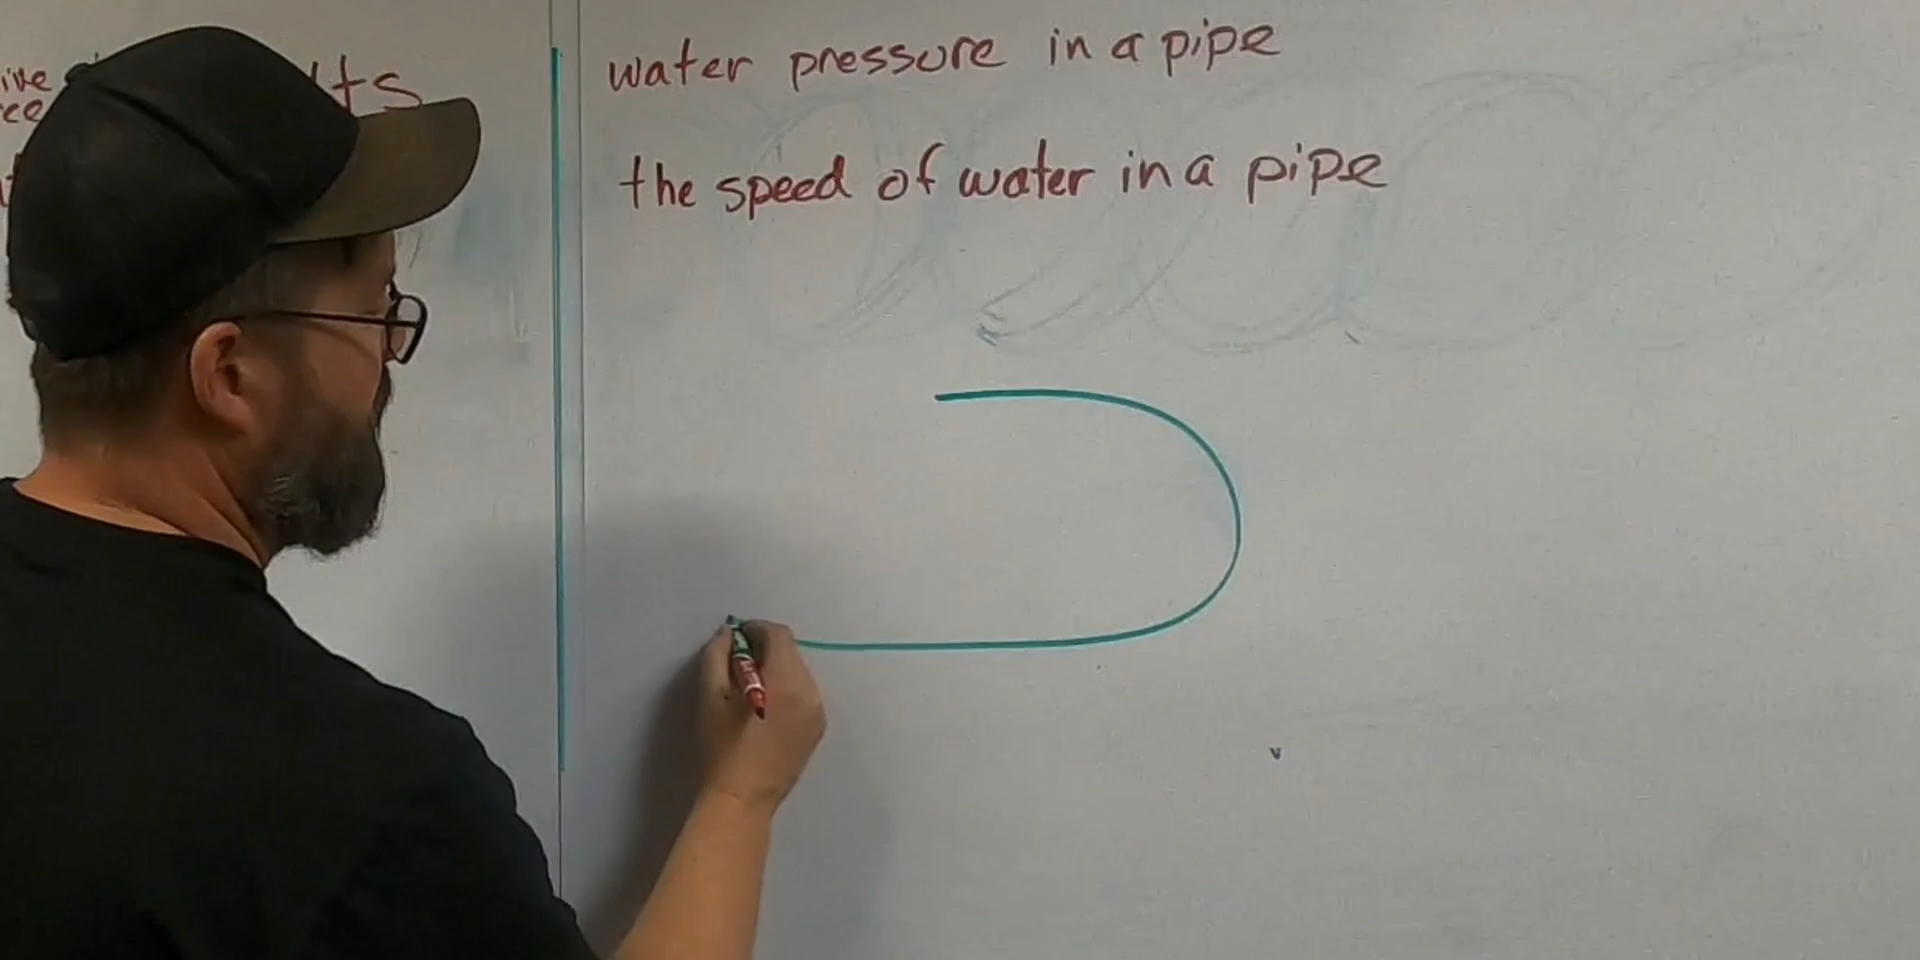 water pressure in a pipe
the speed of water in a pipe